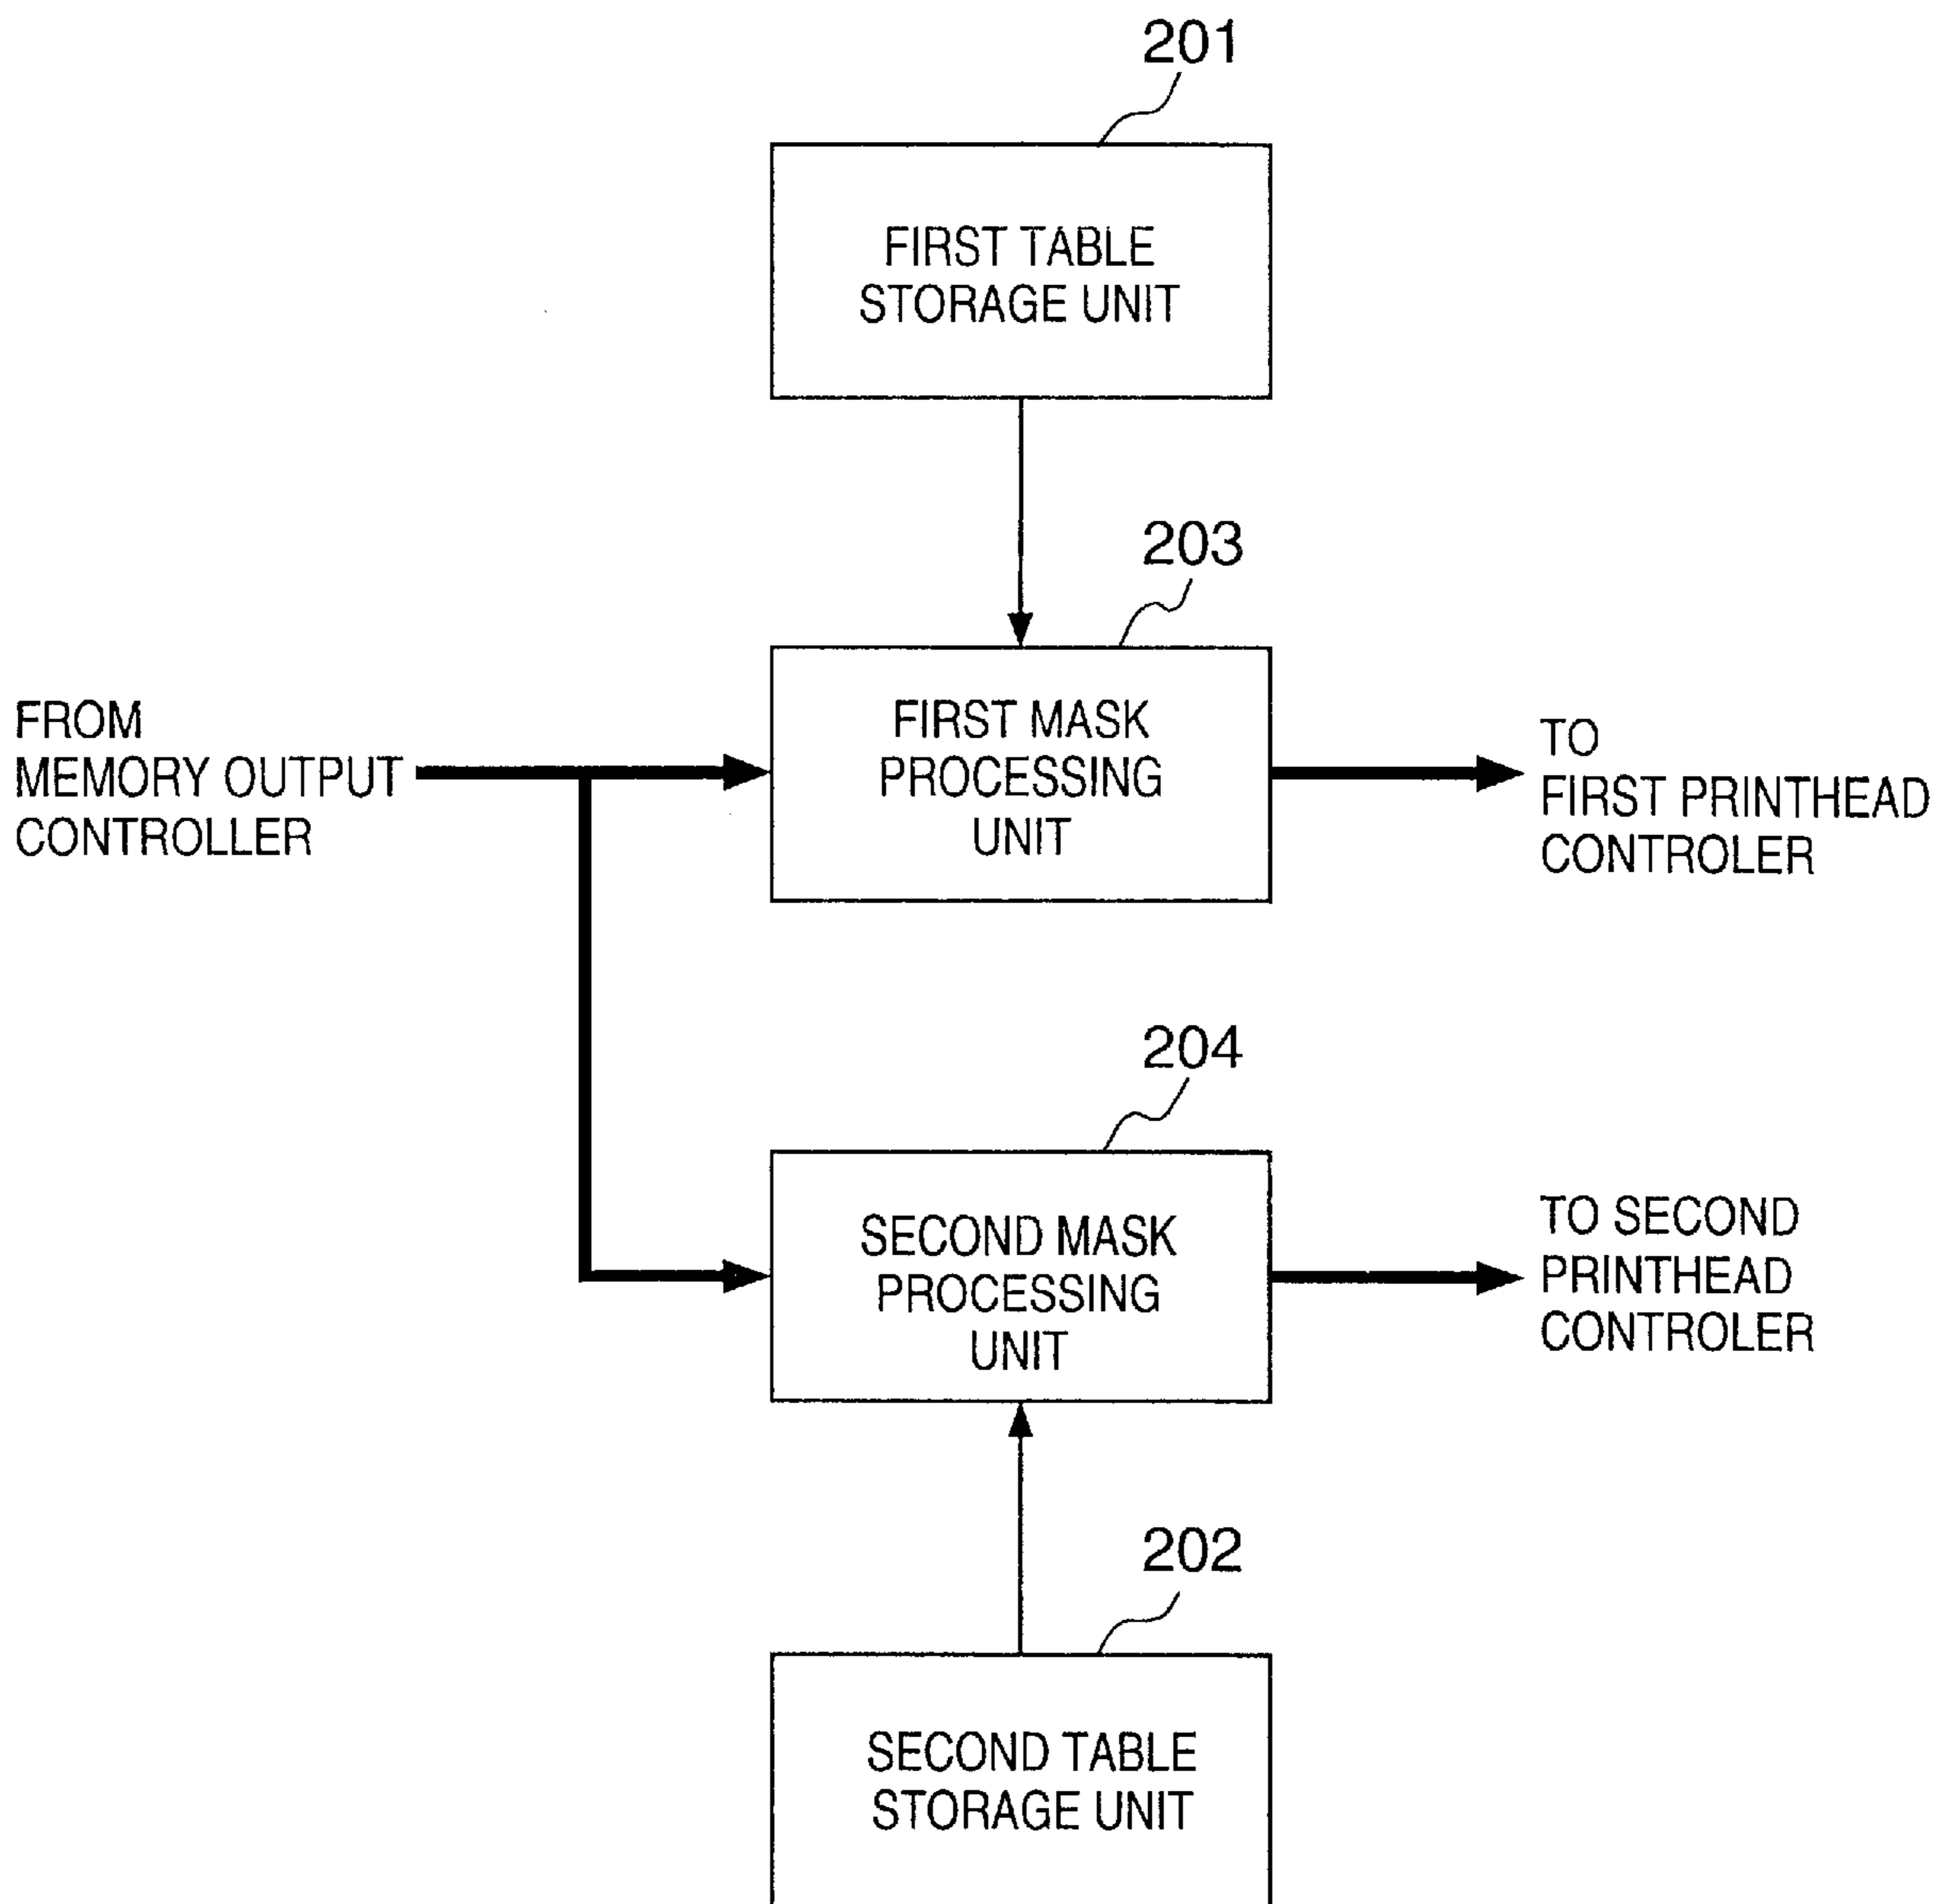 201
FIRST TABLE
STORAGE UNIT
203
FROM
MEMORY OUTPUT
CONTROLLER
FIRST MASK
PROCESSING
UNIT
TO
FIRST PRINTHEAD
CONTROLER
204
SECOND MASK
PROCESSING
UNIT
TO SECOND
PRINTHEAD
CONTROLER
202
SECOND TABLE
STORAGE UNIT